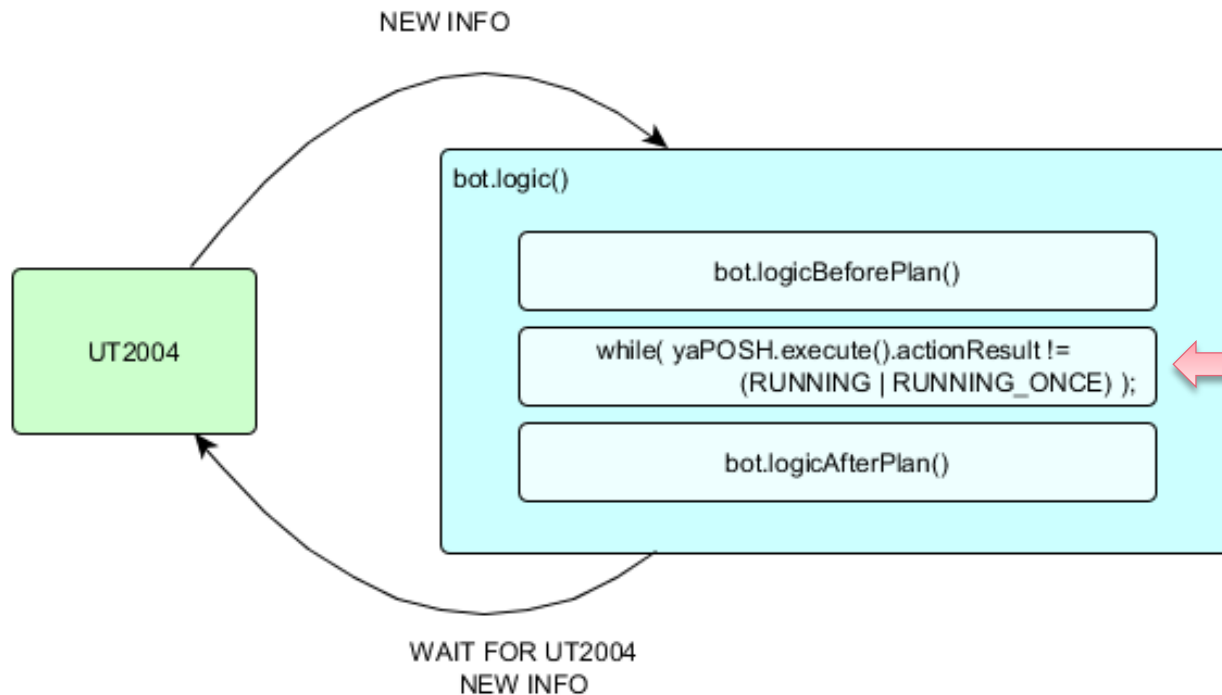 NEW INFO
bot.logic()
bot.logicBeforePlan()
UT2004
while( yaPOSH.execute().actionResult !=
(RUNNING | RUNNING_ONCE) );
bot.logicAfterPlan()
WAIT FOR UT2004
NEW INFO